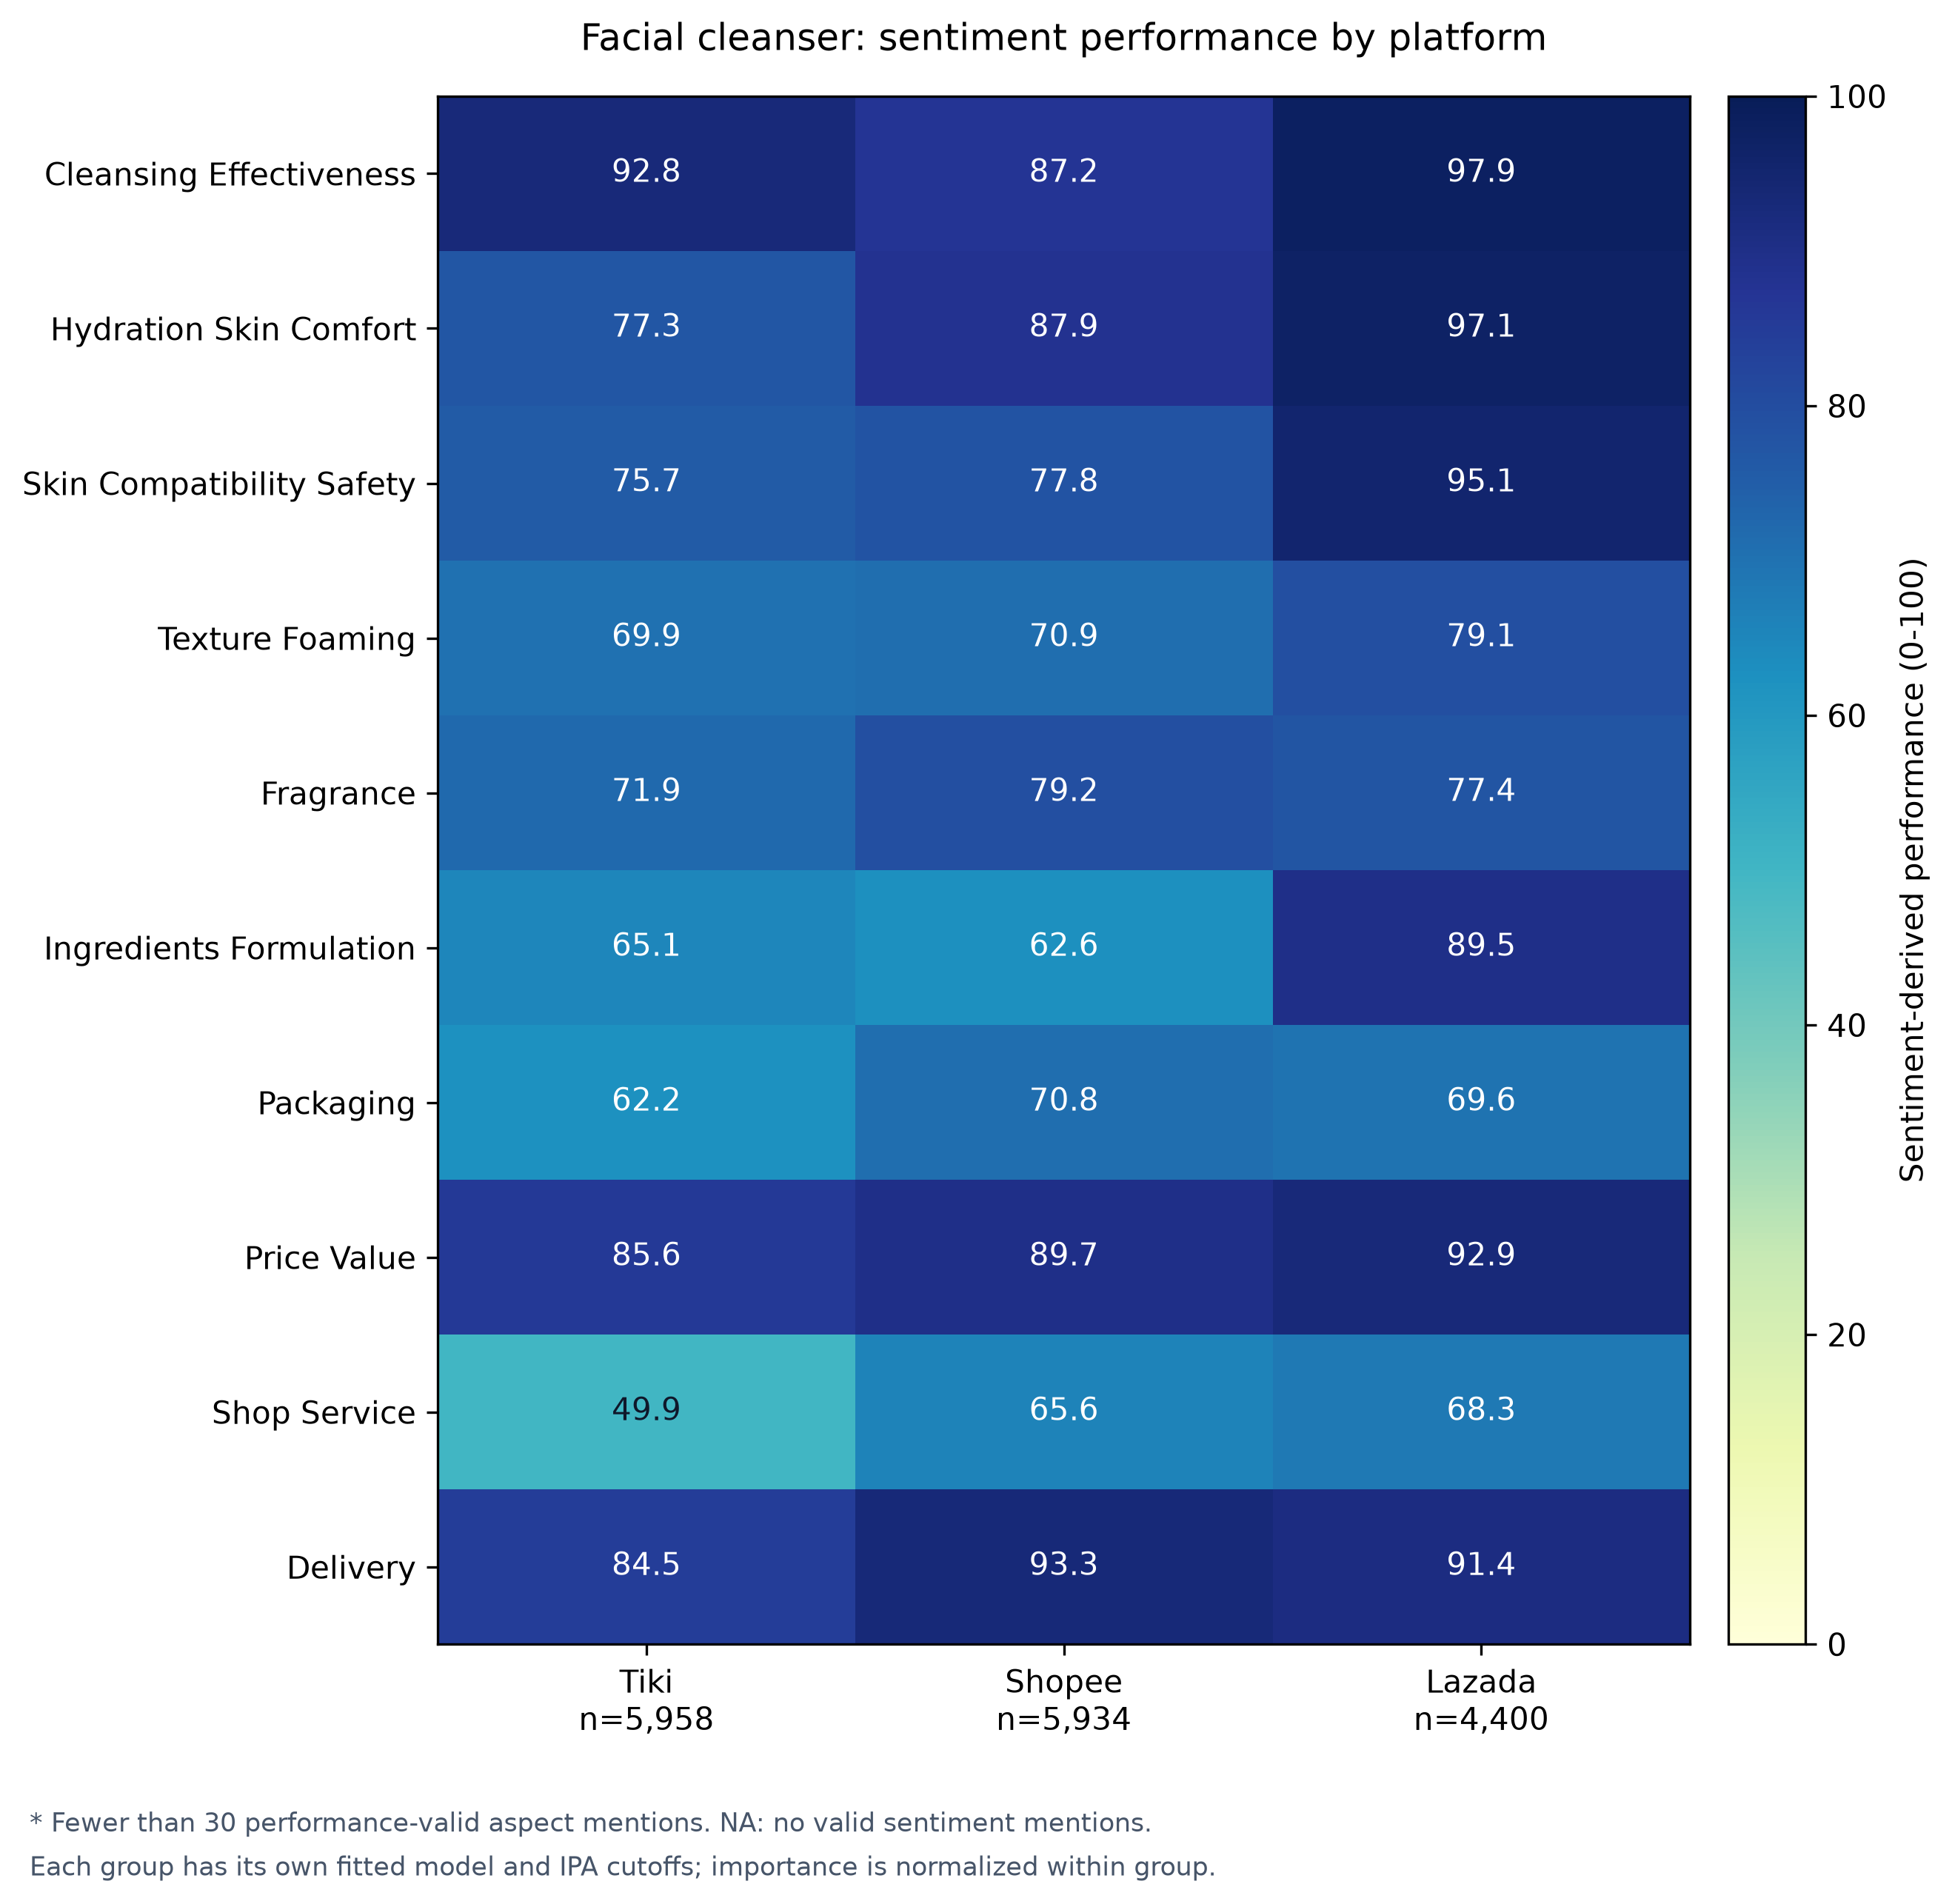 Facial cleanser: sentiment performance by platform
Cleansing Effectiveness 92.8 87.2 97.9
Hydration Skin Comfort 77.3 87.9 97.1
Skin Compatibility Safety 75.7 77.8 95.1
Texture Foaming 69.9 70.9 79.1
Fragrance 71.9 79.2 77.4
Ingredients Formulation 65.1 62.6 89.5
Packaging 62.2 70.8 69.6
Price Value 85.6 89.7 92.9
Shop Service 49.9 65.6 68.3
Delivery 84.5 93.3 91.4
Tiki Shopee Lazada
n=5,958 n=5,934 n=4,400
100
80
60
40
20
0
Sentiment-derived performance (0-100)
* Fewer than 30 performance-valid aspect mentions. NA: no valid sentiment mentions.
Each group has its own fitted model and IPA cutoffs; importance is normalized within group.